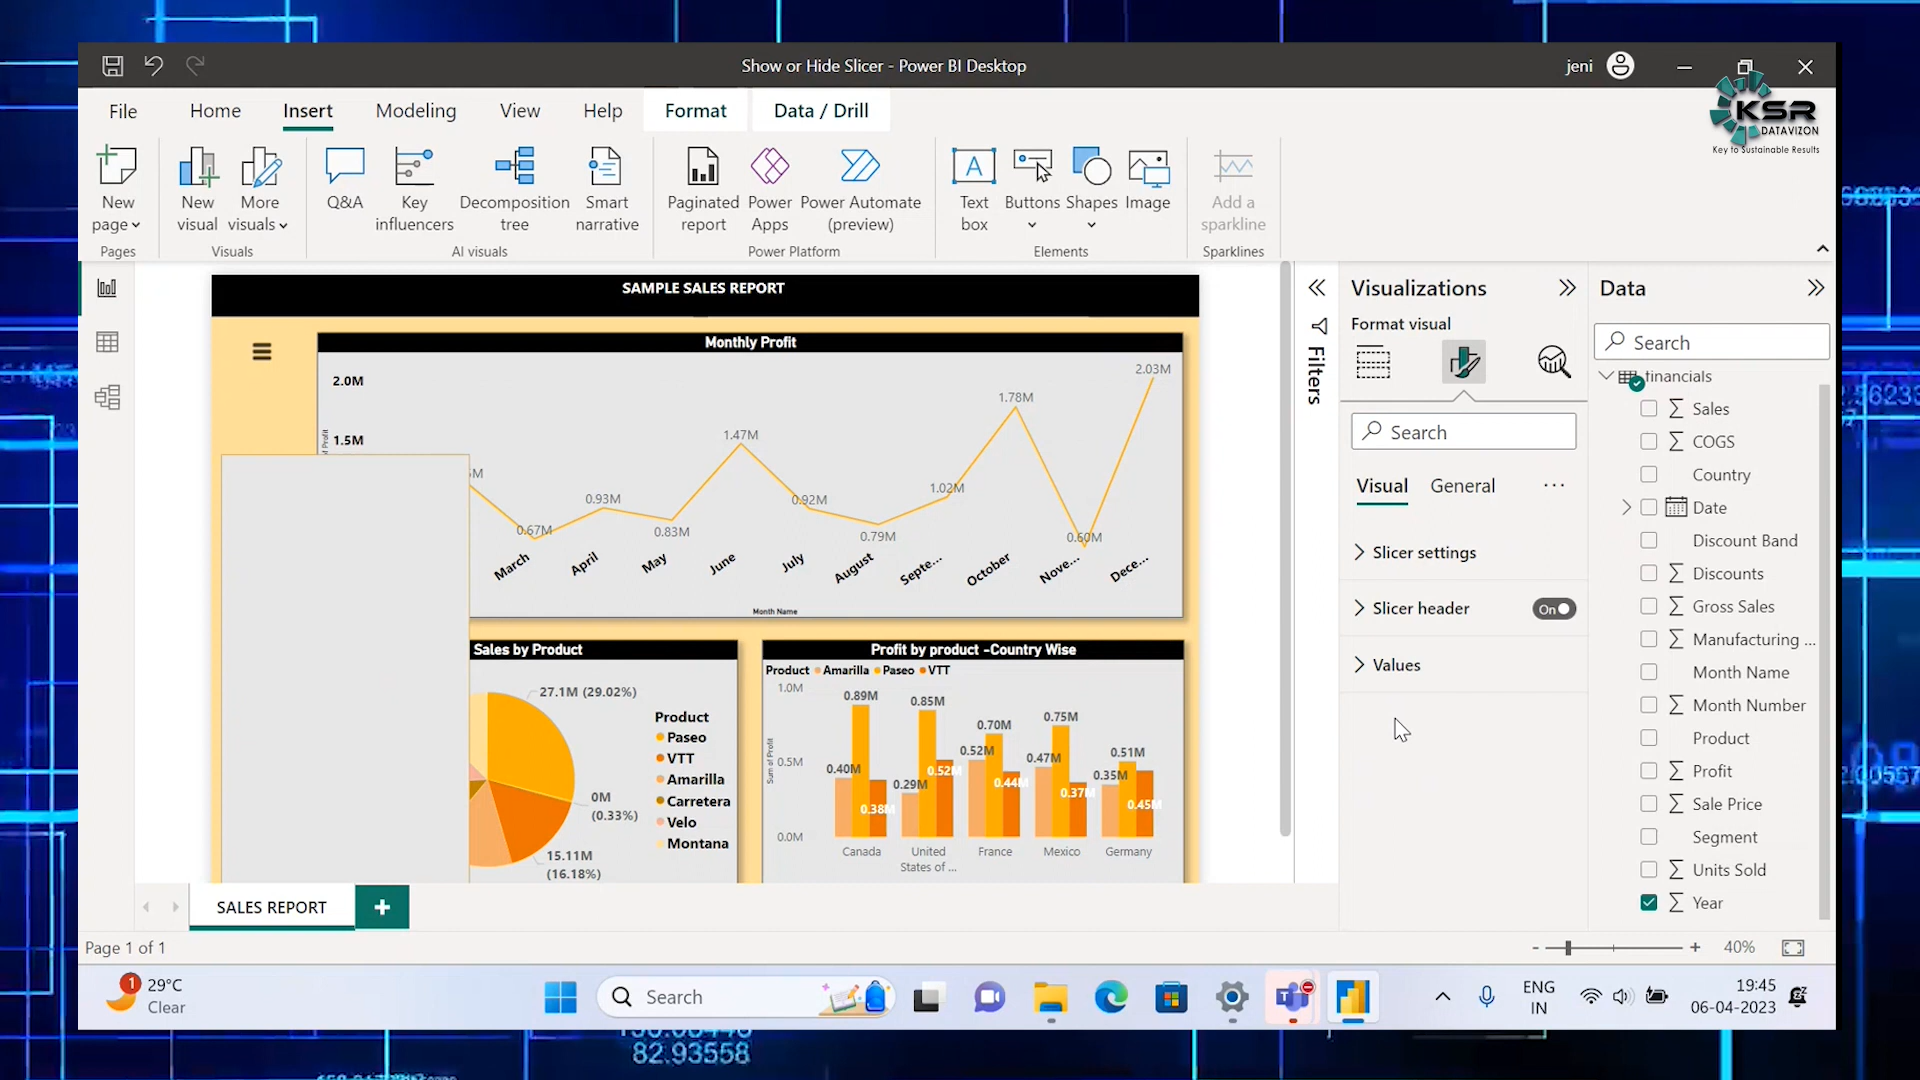 Show or Hide Slicer - Power BI Desktop
jeni
KSR
DATAVIZON
Key to Sustainable Results
File
Home
Insert
Modeling
View
Help
Format
Data / Drill
New page
New visual
More visuals
Q&A
Key influencers
Decomposition tree
Smart narrative
Paginated report
Power Apps
Power Automate (preview)
A
Text box
Buttons
Shapes
Image
Add a sparkline
Pages
Visuals
AI visuals
Power Platform
Elements
Sparklines
SAMPLE SALES REPORT
Monthly Profit
2.0M
1.5M
2.03M
1.78M
1.47M
0.93M
0.92M
1.02M
0.67M
0.83M
0.79M
0.60M
March
April
May
June
July
August
Septe...
October
Nove...
Dece...
Month Name
Sales by Product
27.1M (29.02%)
0M
(0.33%)
15.11M
(16.18%)
Product
Paseo
VTT
Amarilla
Carretera
Velo
Montana
Profit by product -Country Wise
Product Amarilla Paseo VTT
Sum of Profit
1.0M
0.5M
0.0M
0.89M
0.85M
0.70M
0.75M
0.51M
0.40M
0.29M
0.52M
0.47M
0.35M
0.38M
0.52M
0.44M
0.37M
0.45M
Canada
United
States of ...
France
Mexico
Germany
Filters
Visualizations
Format visual
Search
Visual
General
...
Slicer settings
Slicer header
On
Values
Data
Search
financials
Sales
COGS
Country
Date
Discount Band
Discounts
Gross Sales
Manufacturing ...
Month Name
Month Number
Product
Profit
Sale Price
Segment
Units Sold
Year
SALES REPORT
+
Page 1 of 1
-
+
40%
1
29°C
Clear
Search
ENG
IN
19:45
06-04-2023
82.93558